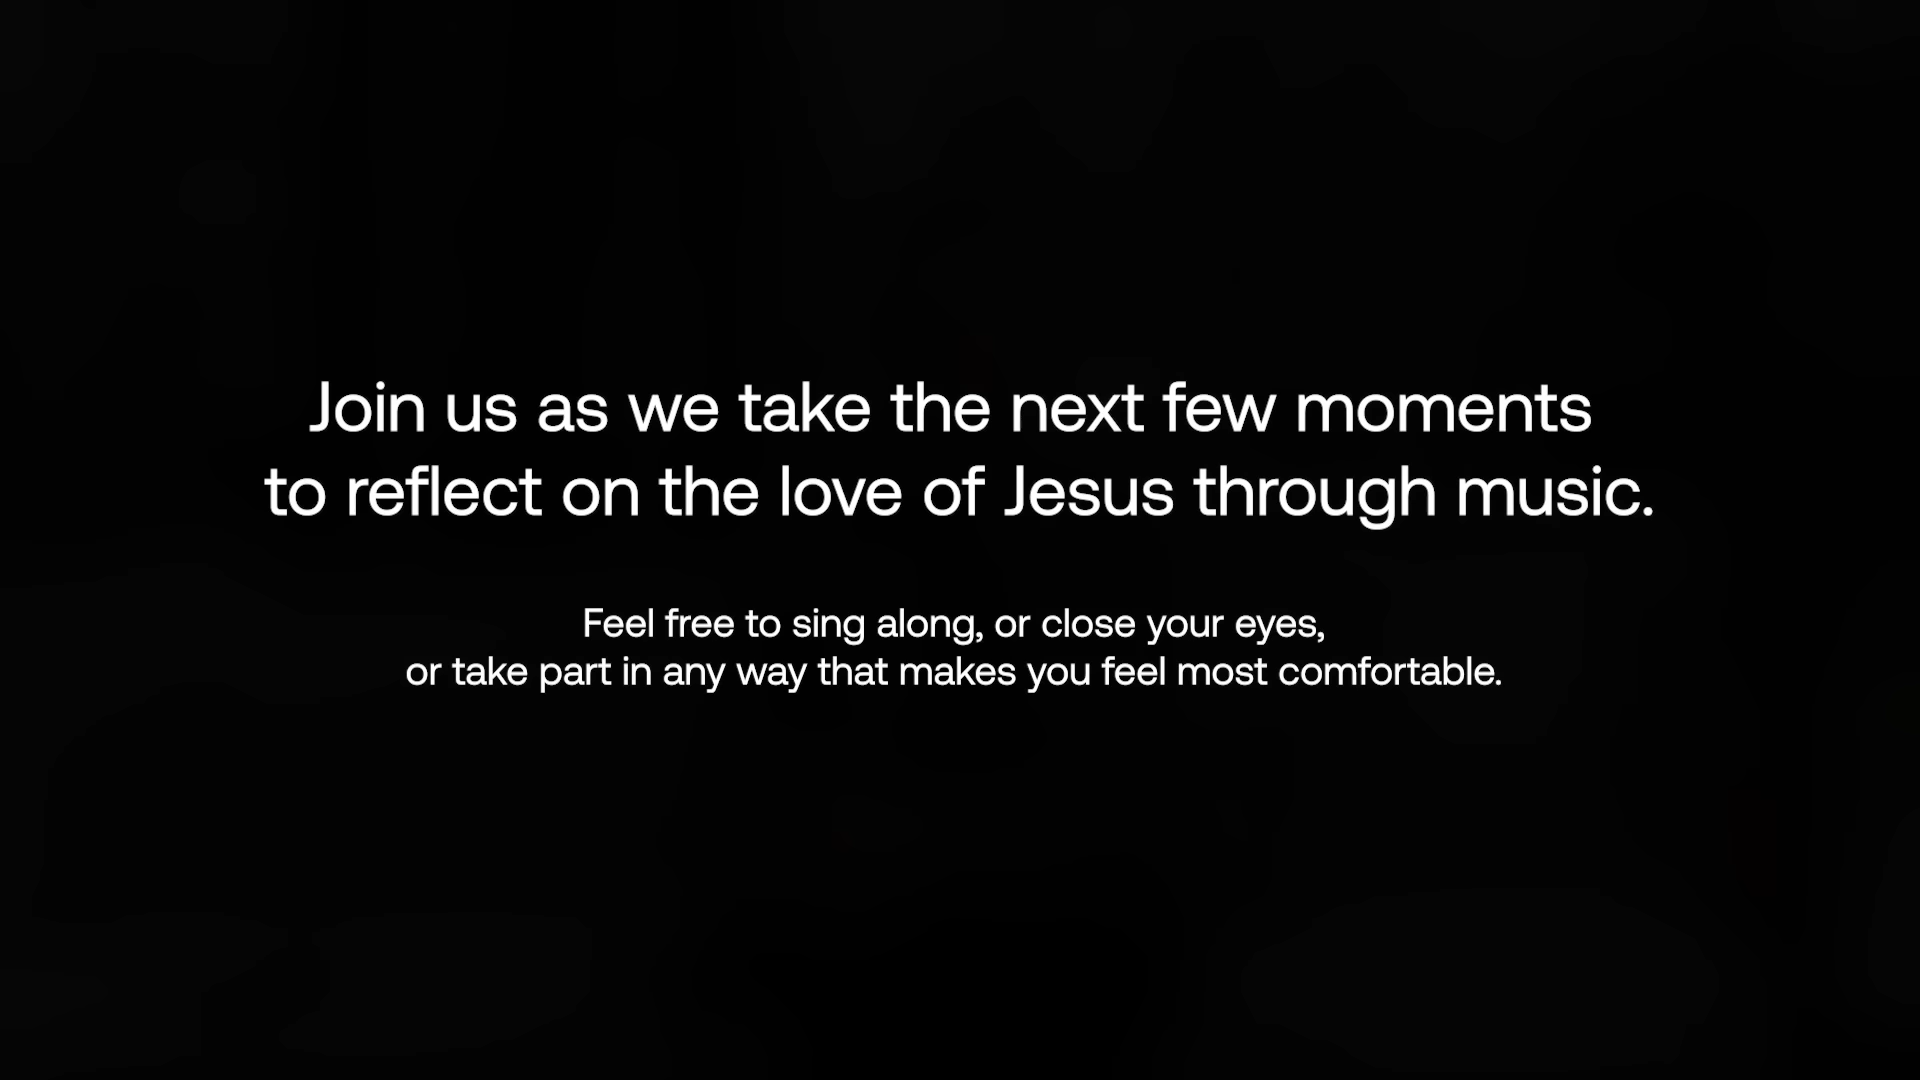 Join us as we take the next few moments
to reflect on the love of Jesus through music.
Feel free to sing along, or close your eyes,
or take part in any way that makes you feel most comfortable.